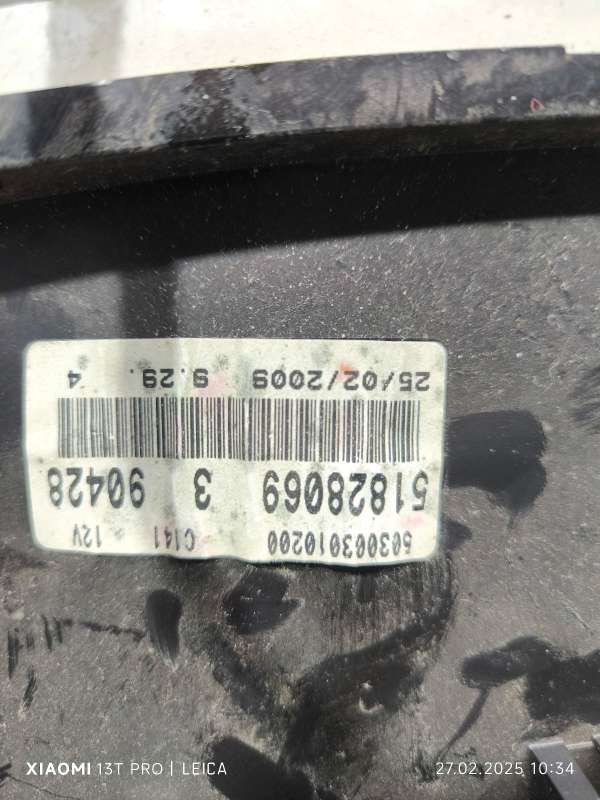 503003010200 C141 12V
51828069 3 90428
25/02/2009 9.29. 4
XIAOMI 13T PRO | LEICA 27.02.2025 10:34